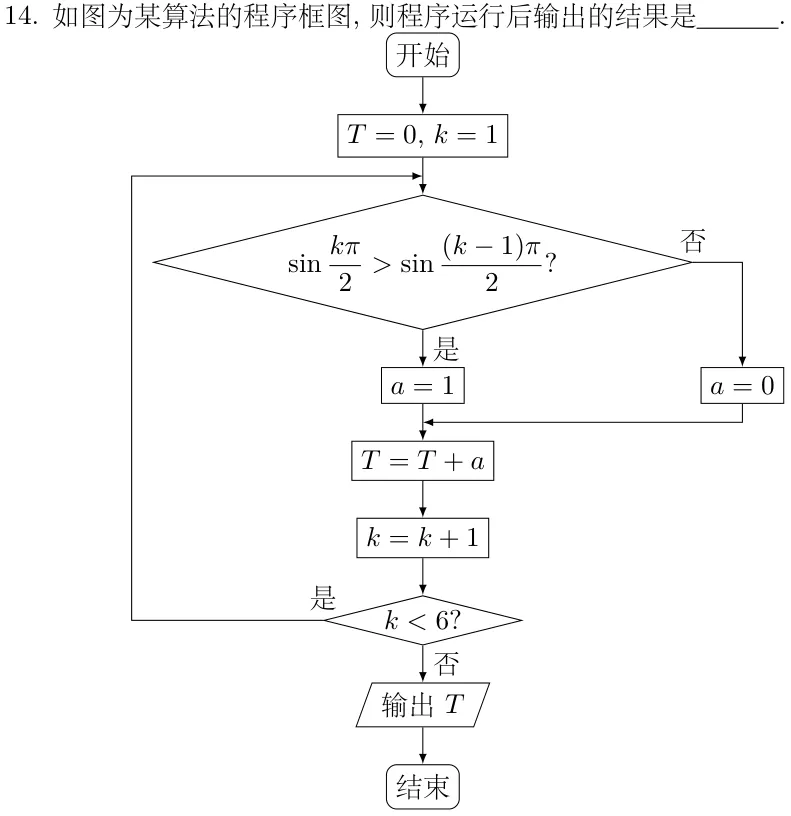 14. 如图为某算法的程序框图, 则程序运行后输出的结果是______.
开始
T = 0, k = 1
sin kπ/2 > sin (k − 1)π/2 ?
否
是
a = 1
a = 0
T = T + a
k = k + 1
是
k < 6?
否
输出 T
结束